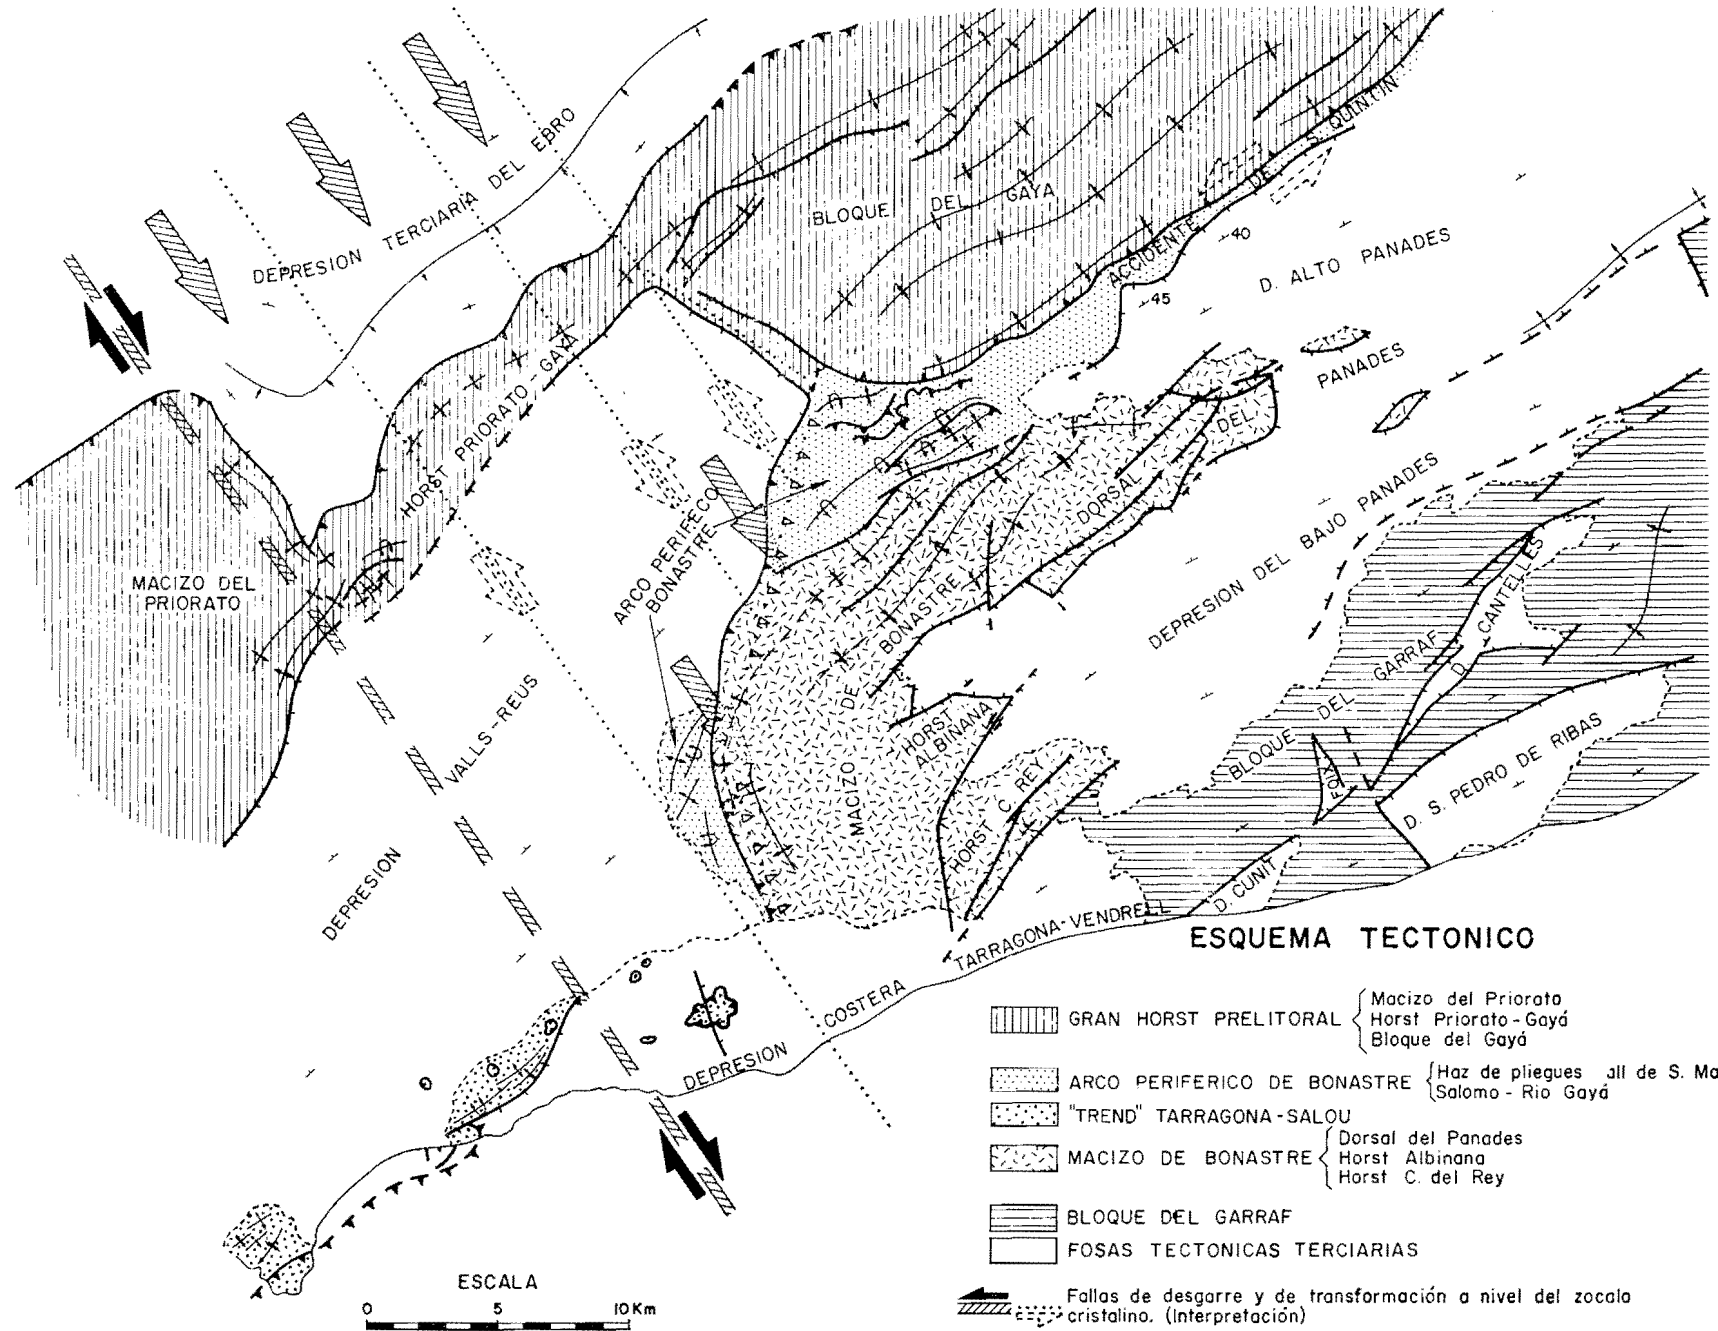 DEPRESION TERCIARIA DEL EBRO
BLOQUE DEL GAYA
ACCIDENTE DE S. QUINTIN
40
45
D. ALTO PANADES
HORST PRIORATO-GAYA
MACIZO DEL
PRIORATO
ARCO PERIFECO
BONASTRE
DORSAL DEL PANADES
MACIZO DE BONASTRE
DEPRESION DEL BAJO PANADES
DEPRESION VALLS-REUS
HORST
ALBINANA
HORST C. REY
BLOQUE DEL GARRAF
D. CANTELLES
FOIX
D. S. PEDRO DE RIBAS
D. CUNIT
DEPRESION COSTERA TARRAGONA-VENDRELL
ESQUEMA TECTONICO
GRAN HORST PRELITORAL
Macizo del Priorato
Horst Priorato-Gayá
Bloque del Gayá
ARCO PERIFERICO DE BONASTRE
Haz de pliegues all de S. Ma
Salomo - Rio Gayá
"TREND" TARRAGONA-SALOU
MACIZO DE BONASTRE
Dorsal del Panades
Horst Albinana
Horst C. del Rey
BLOQUE DEL GARRAF
FOSAS TECTONICAS TERCIARIAS
Fallas de desgarre y de transformación a nivel del zocalo
cristalino. (Interpretación)
ESCALA
0 5 10 Km